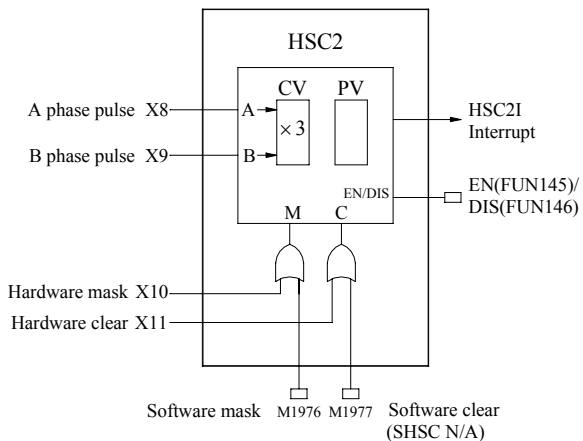 HSC2
CV PV
A phase pulse X8 A
× 3
HSC2I
Interrupt
B phase pulse X9 B
EN/DIS
EN(FUN145)/
DIS(FUN146)
M C
Hardware mask X10
Hardware clear X11
Software mask M1976 M1977 Software clear
(SHSC N/A)